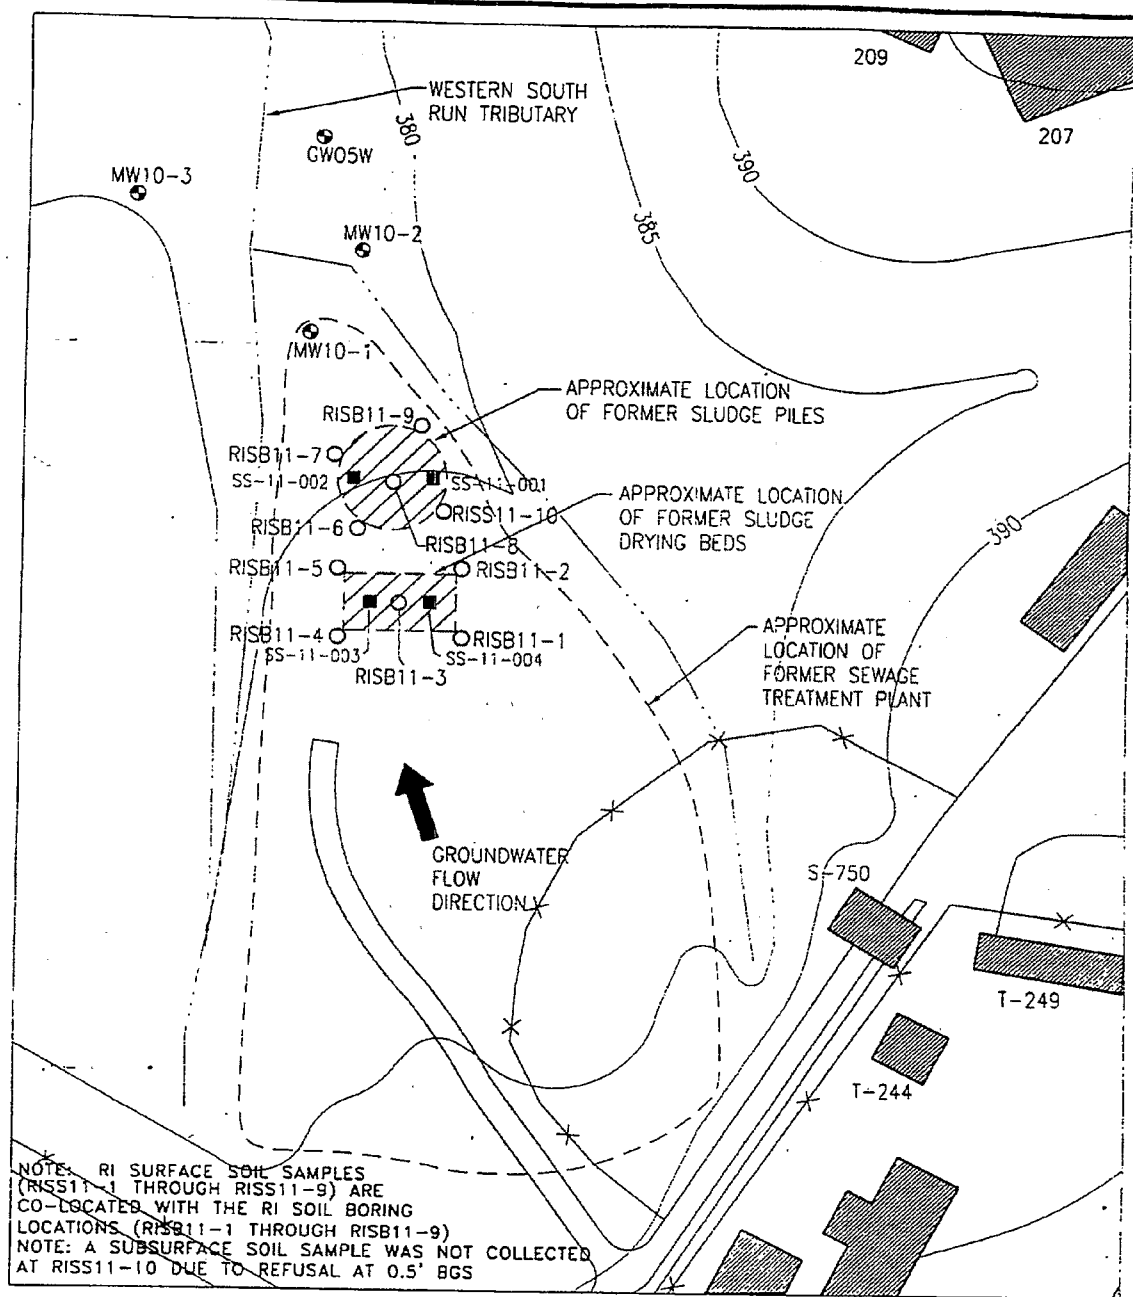 209
207
WESTERN SOUTH
RUN TRIBUTARY
380
GW05W
390
MW10-3
385
MW10-2
MW10-1
APPROXIMATE LOCATION
OF FORMER SLUDGE PILES
RISB11-9
RISB11-7
SS-11-002
SS-11-001
APPROXIMATE LOCATION
OF FORMER SLUDGE
DRYING BEDS
RISS11-10
RISB11-6
RISB11-8
390
RISB11-5
RISB11-2
RISB11-4
RISB11-1
SS-11-003
SS-11-004
RISB11-3
APPROXIMATE
LOCATION OF
FORMER SEWAGE
TREATMENT PLANT
GROUNDWATER
FLOW
DIRECTION
S-750
T-249
T-244
NOTE: RI SURFACE SOIL SAMPLES
(RISS11-1 THROUGH RISS11-9) ARE
CO-LOCATED WITH THE RI SOIL BORING
LOCATIONS (RISB11-1 THROUGH RISB11-9)
NOTE: A SUBSURFACE SOIL SAMPLE WAS NOT COLLECTED
AT RISS11-10 DUE TO REFUSAL AT 0.5' BGS